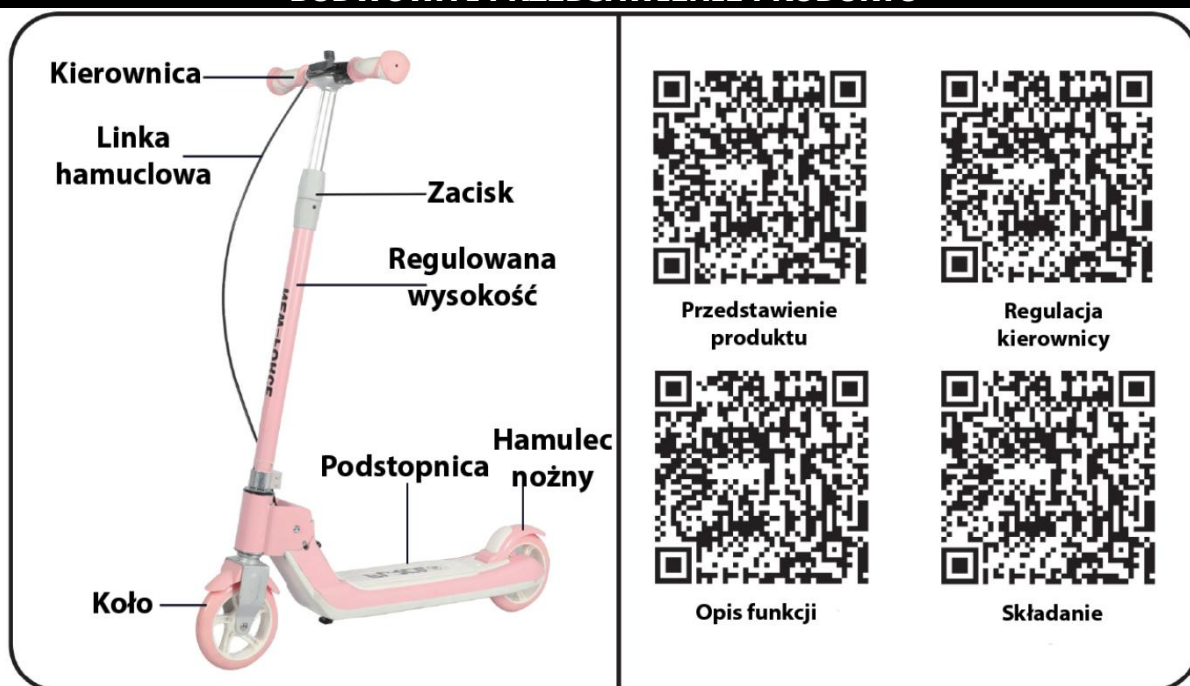 Kierownica
Linka
hamuclowa
Zacisk
Regulowana
wysokość
Hamulec
nożny
Podstopnica
Koło
Przedstawienie
produktu
Regulacja
kierownicy
Opis funkcji
Składanie